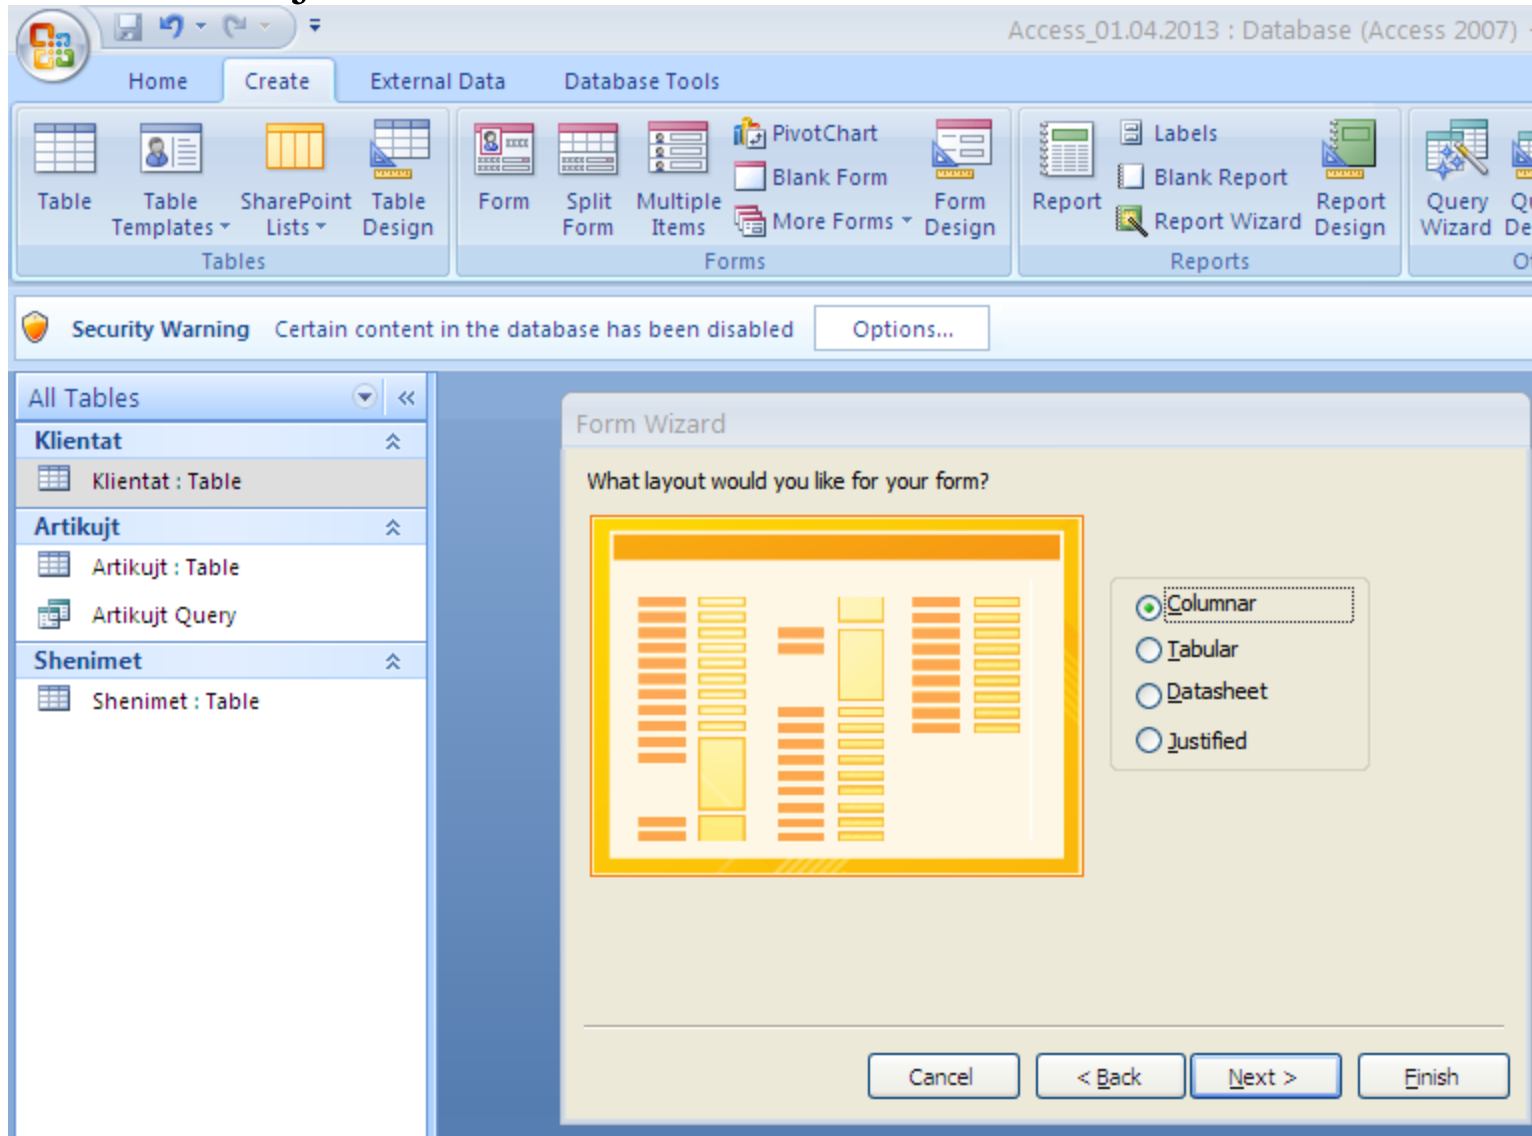 Access_01.04.2013 : Database (Access 2007)
Home Create External Data Database Tools
Table Table Templates SharePoint Lists Table Design
Form Split Form Multiple Items PivotChart Blank Form More Forms Form Design
Report Labels Blank Report Report Wizard Report Design
Query Wizard
Tables Forms Reports
Security Warning Certain content in the database has been disabled Options...
All Tables
Klientat
Klientat : Table
Artikujt
Artikujt : Table
Artikujt Query
Shenimet
Shenimet : Table
Form Wizard
What layout would you like for your form?
Columnar
Tabular
Datasheet
Justified
Cancel < Back Next > Finish